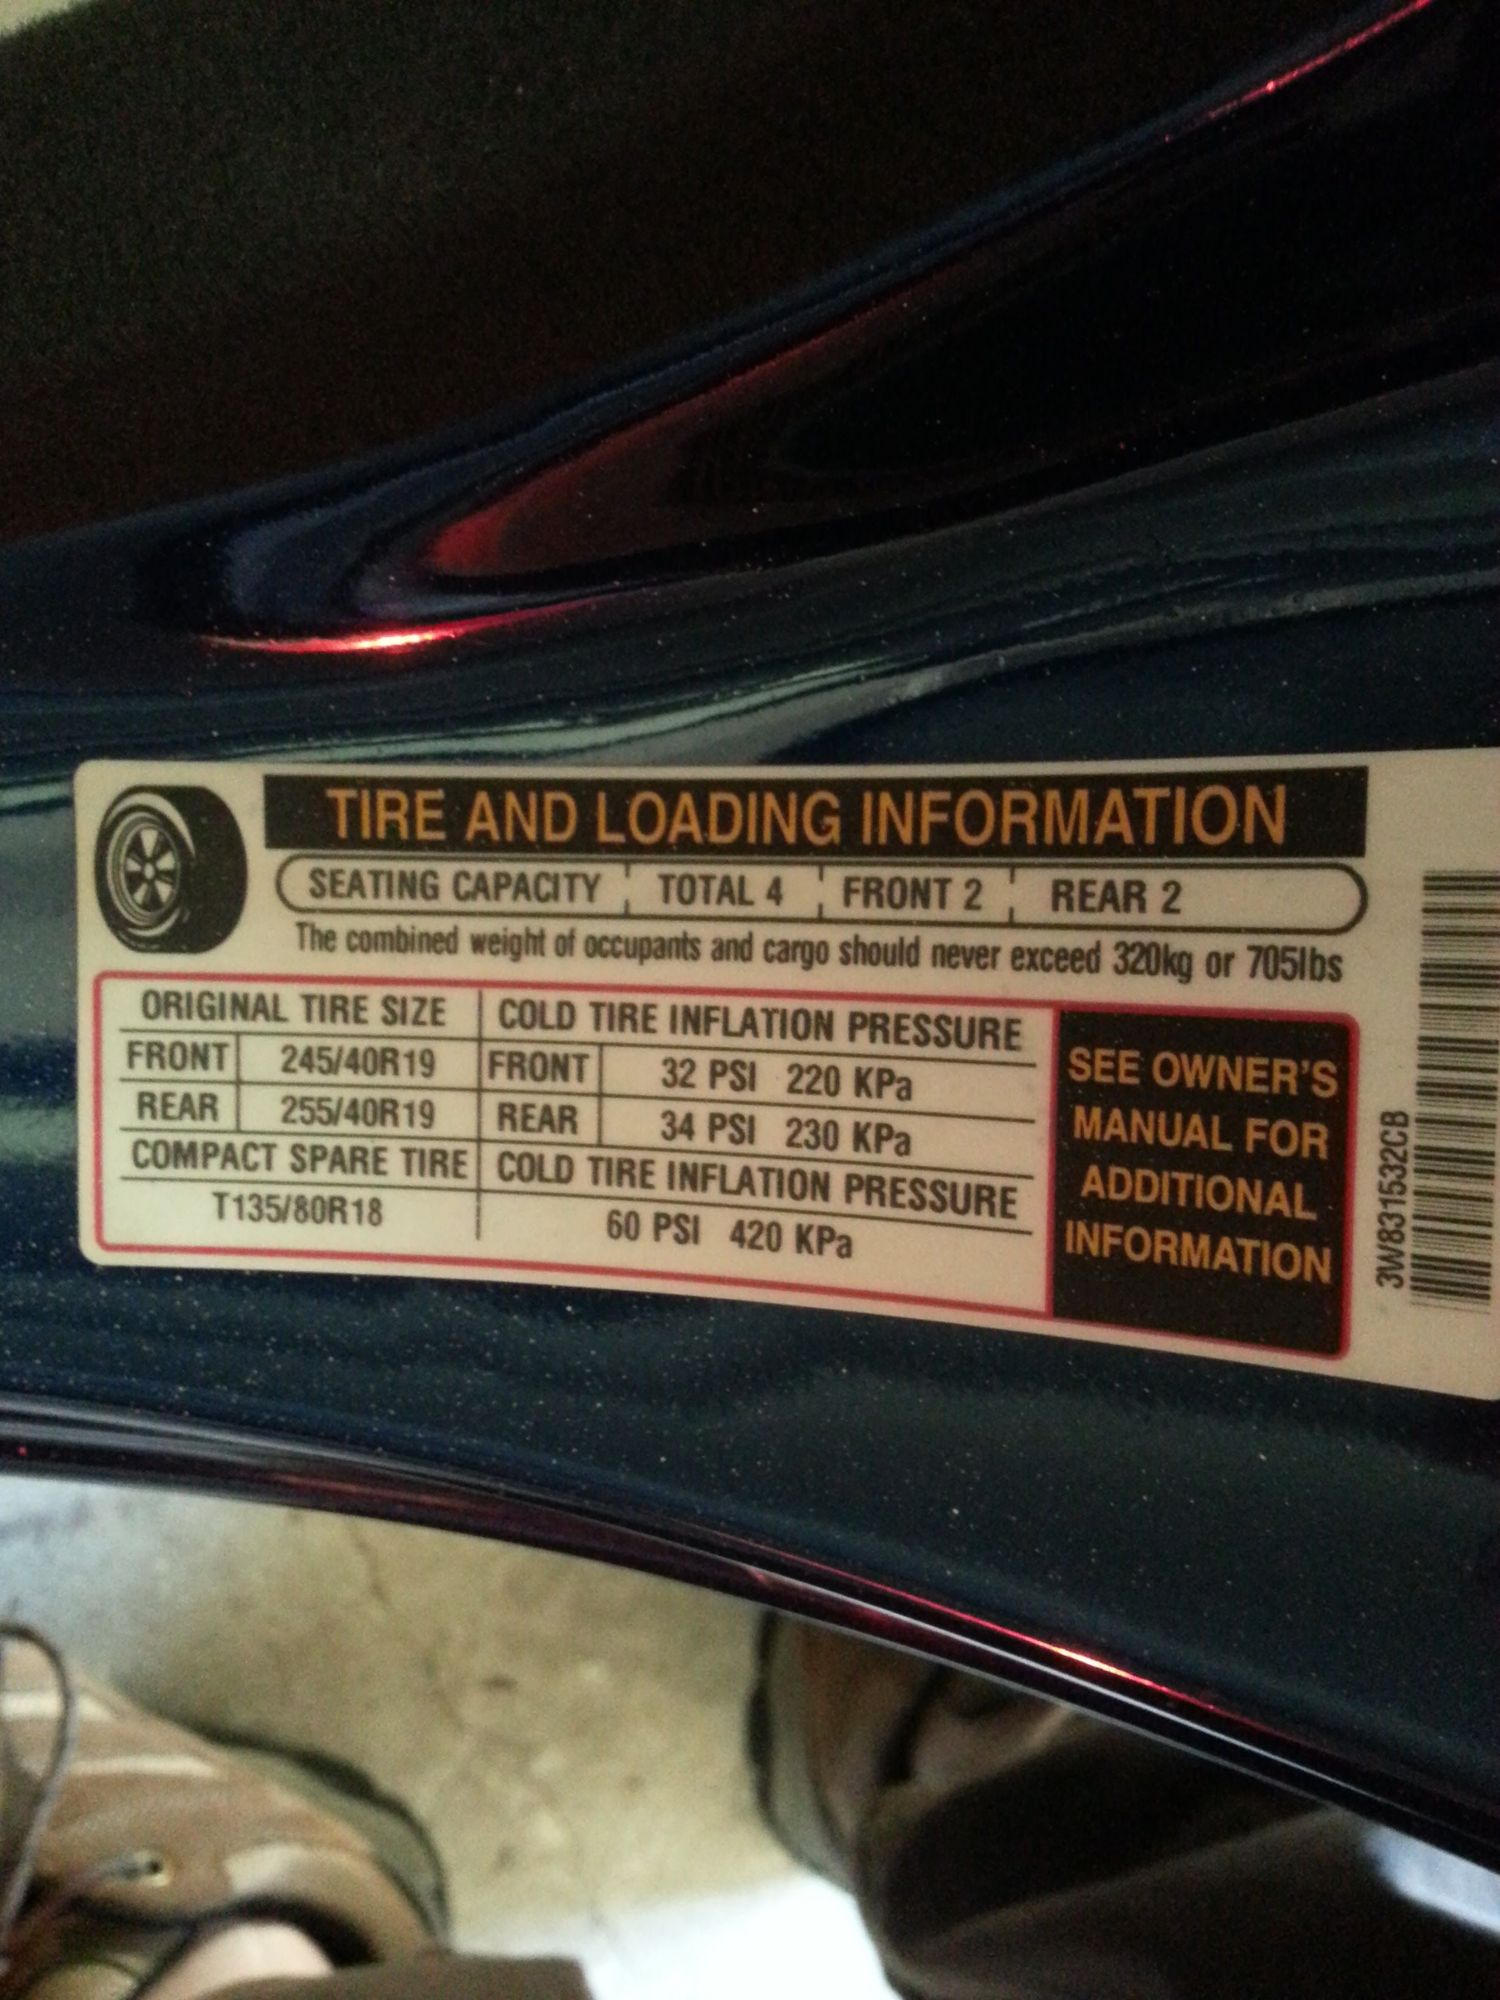 TIRE AND LOADING INFORMATION
SEATING CAPACITY TOTAL 4 FRONT 2 REAR 2
The combined weight of occupants and cargo should never exceed 320kg or 705lbs
ORIGINAL TIRE SIZE COLD TIRE INFLATION PRESSURE
FRONT 245/40R19 FRONT 32 PSI 220 KPa
REAR 255/40R19 REAR 34 PSI 230 KPa
COMPACT SPARE TIRE COLD TIRE INFLATION PRESSURE
T135/80R18 60 PSI 420 KPa
SEE OWNER'S
MANUAL FOR
ADDITIONAL
INFORMATION
3W831532CB